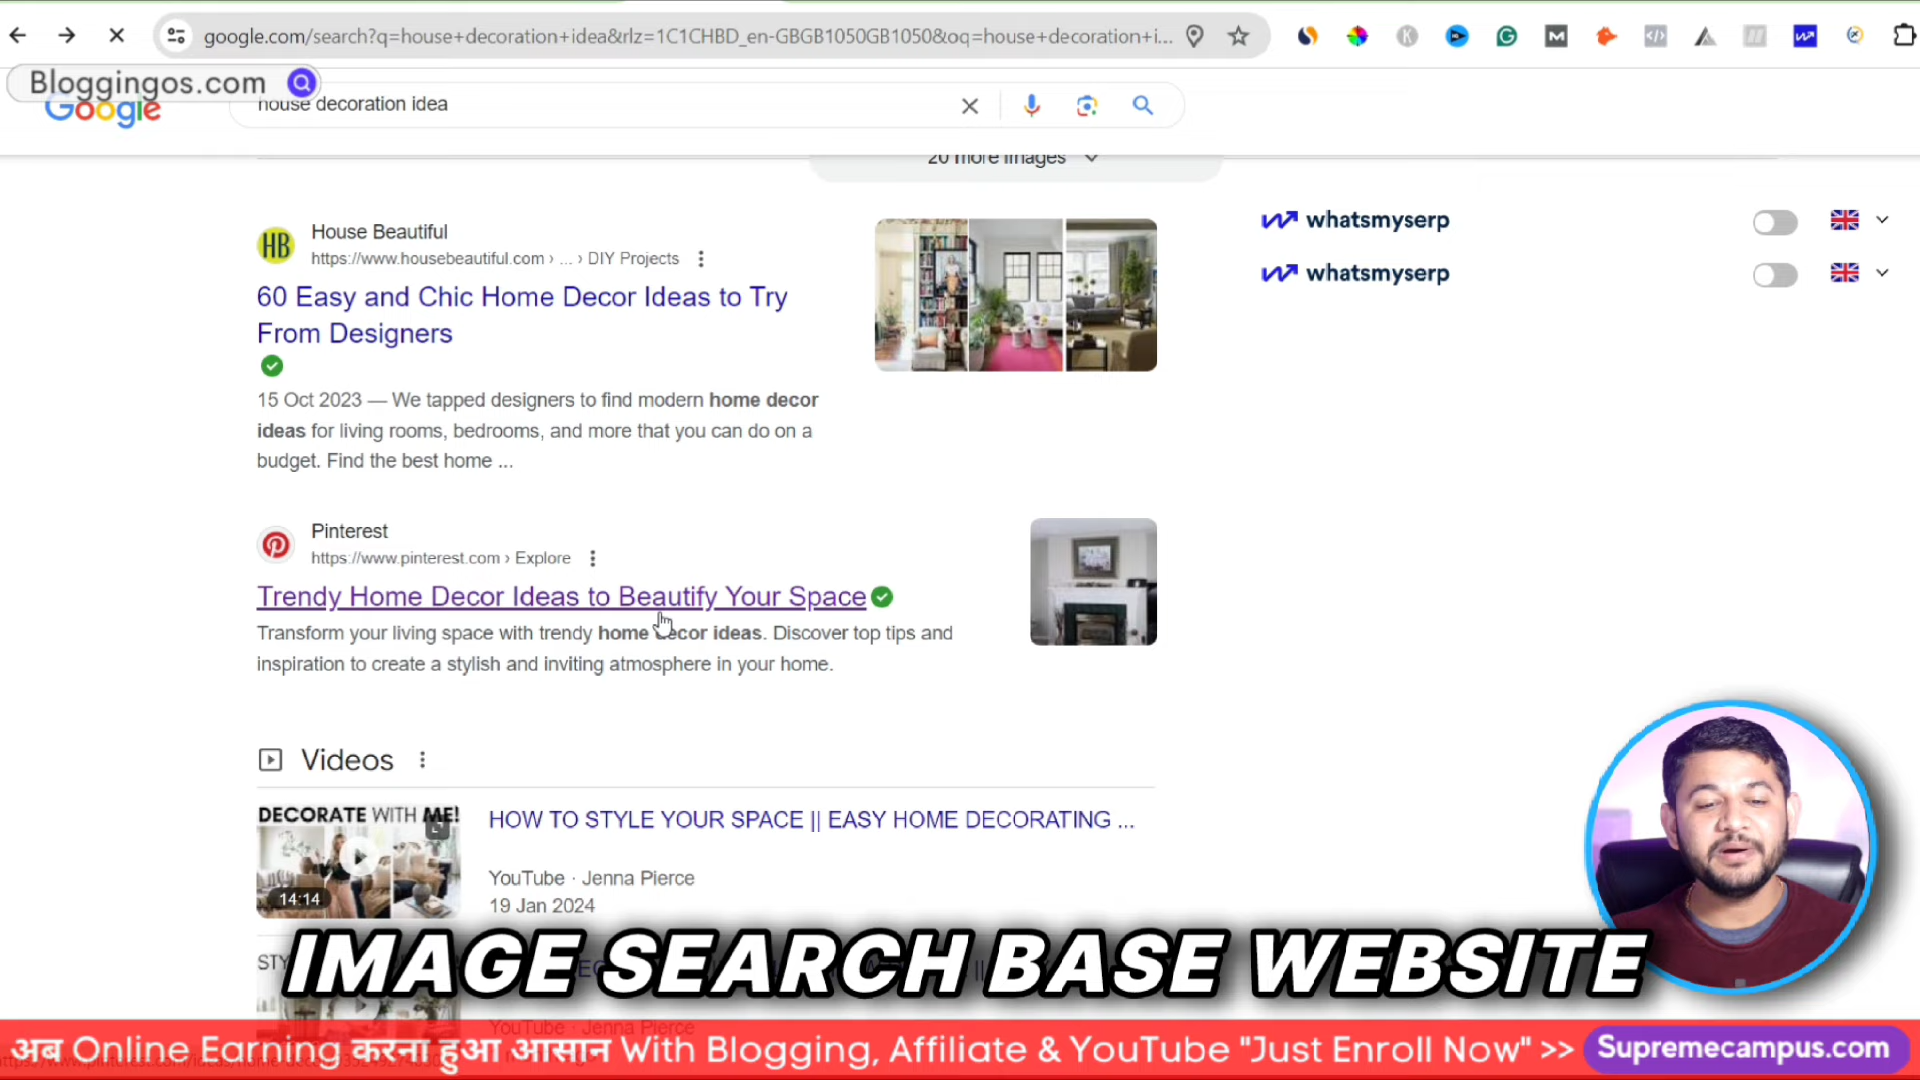 google.com/search?q=house+decoration+idea&rlz=1C1CHBD_en-GBGB1050GB1050&oq=house+decoration+i...
Bloggingos.com
Google
house decoration idea
20 more images
House Beautiful
https://www.housebeautiful.com › ... › DIY Projects
60 Easy and Chic Home Decor Ideas to Try
From Designers
15 Oct 2023 — We tapped designers to find modern home decor
ideas for living rooms, bedrooms, and more that you can do on a
budget. Find the best home ...
whatsmyserp
whatsmyserp
Pinterest
https://www.pinterest.com › Explore
Trendy Home Decor Ideas to Beautify Your Space
Transform your living space with trendy home decor ideas. Discover top tips and
inspiration to create a stylish and inviting atmosphere in your home.
Videos
DECORATE WITH ME!
14:14
HOW TO STYLE YOUR SPACE || EASY HOME DECORATING ...
YouTube · Jenna Pierce
19 Jan 2024
IMAGE SEARCH BASE WEBSITE
YouTube · Jenna Pierce
अब Online Earning करना हुआ आसान With Blogging, Affiliate & YouTube "Just Enroll Now" >>
Supremecampus.com